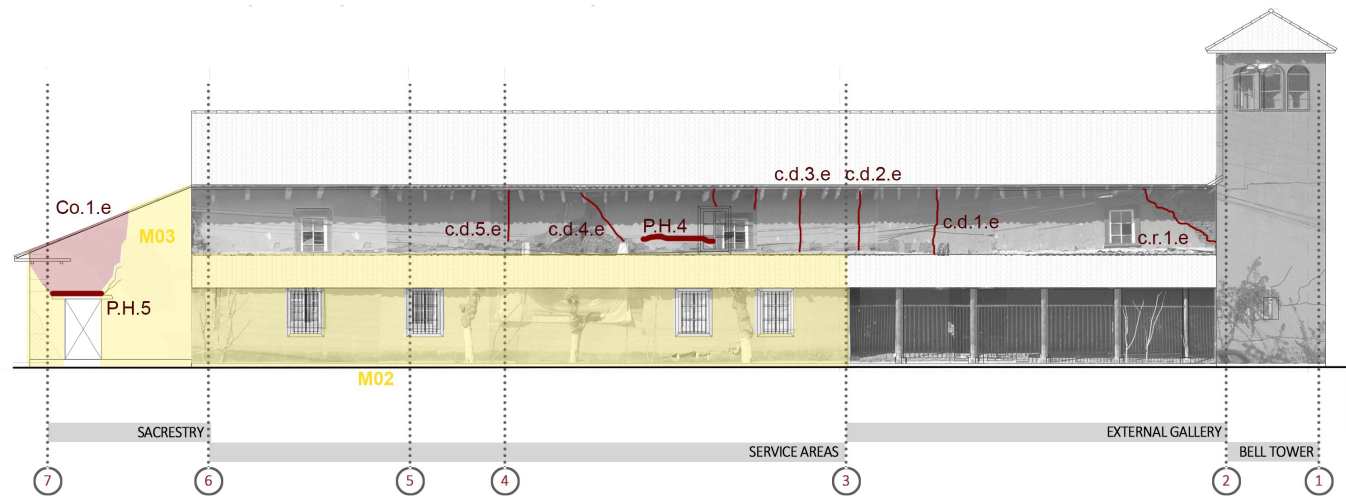 c.d.3.e c.d.2.e
Co.1.e
M03
c.d.5.e c.d.4.e P.H.4 c.d.1.e c.r.1.e
P.H.5
M02
SACRESTRY EXTERNAL GALLERY
SERVICE AREAS BELL TOWER
7 6 5 4 3 2 1